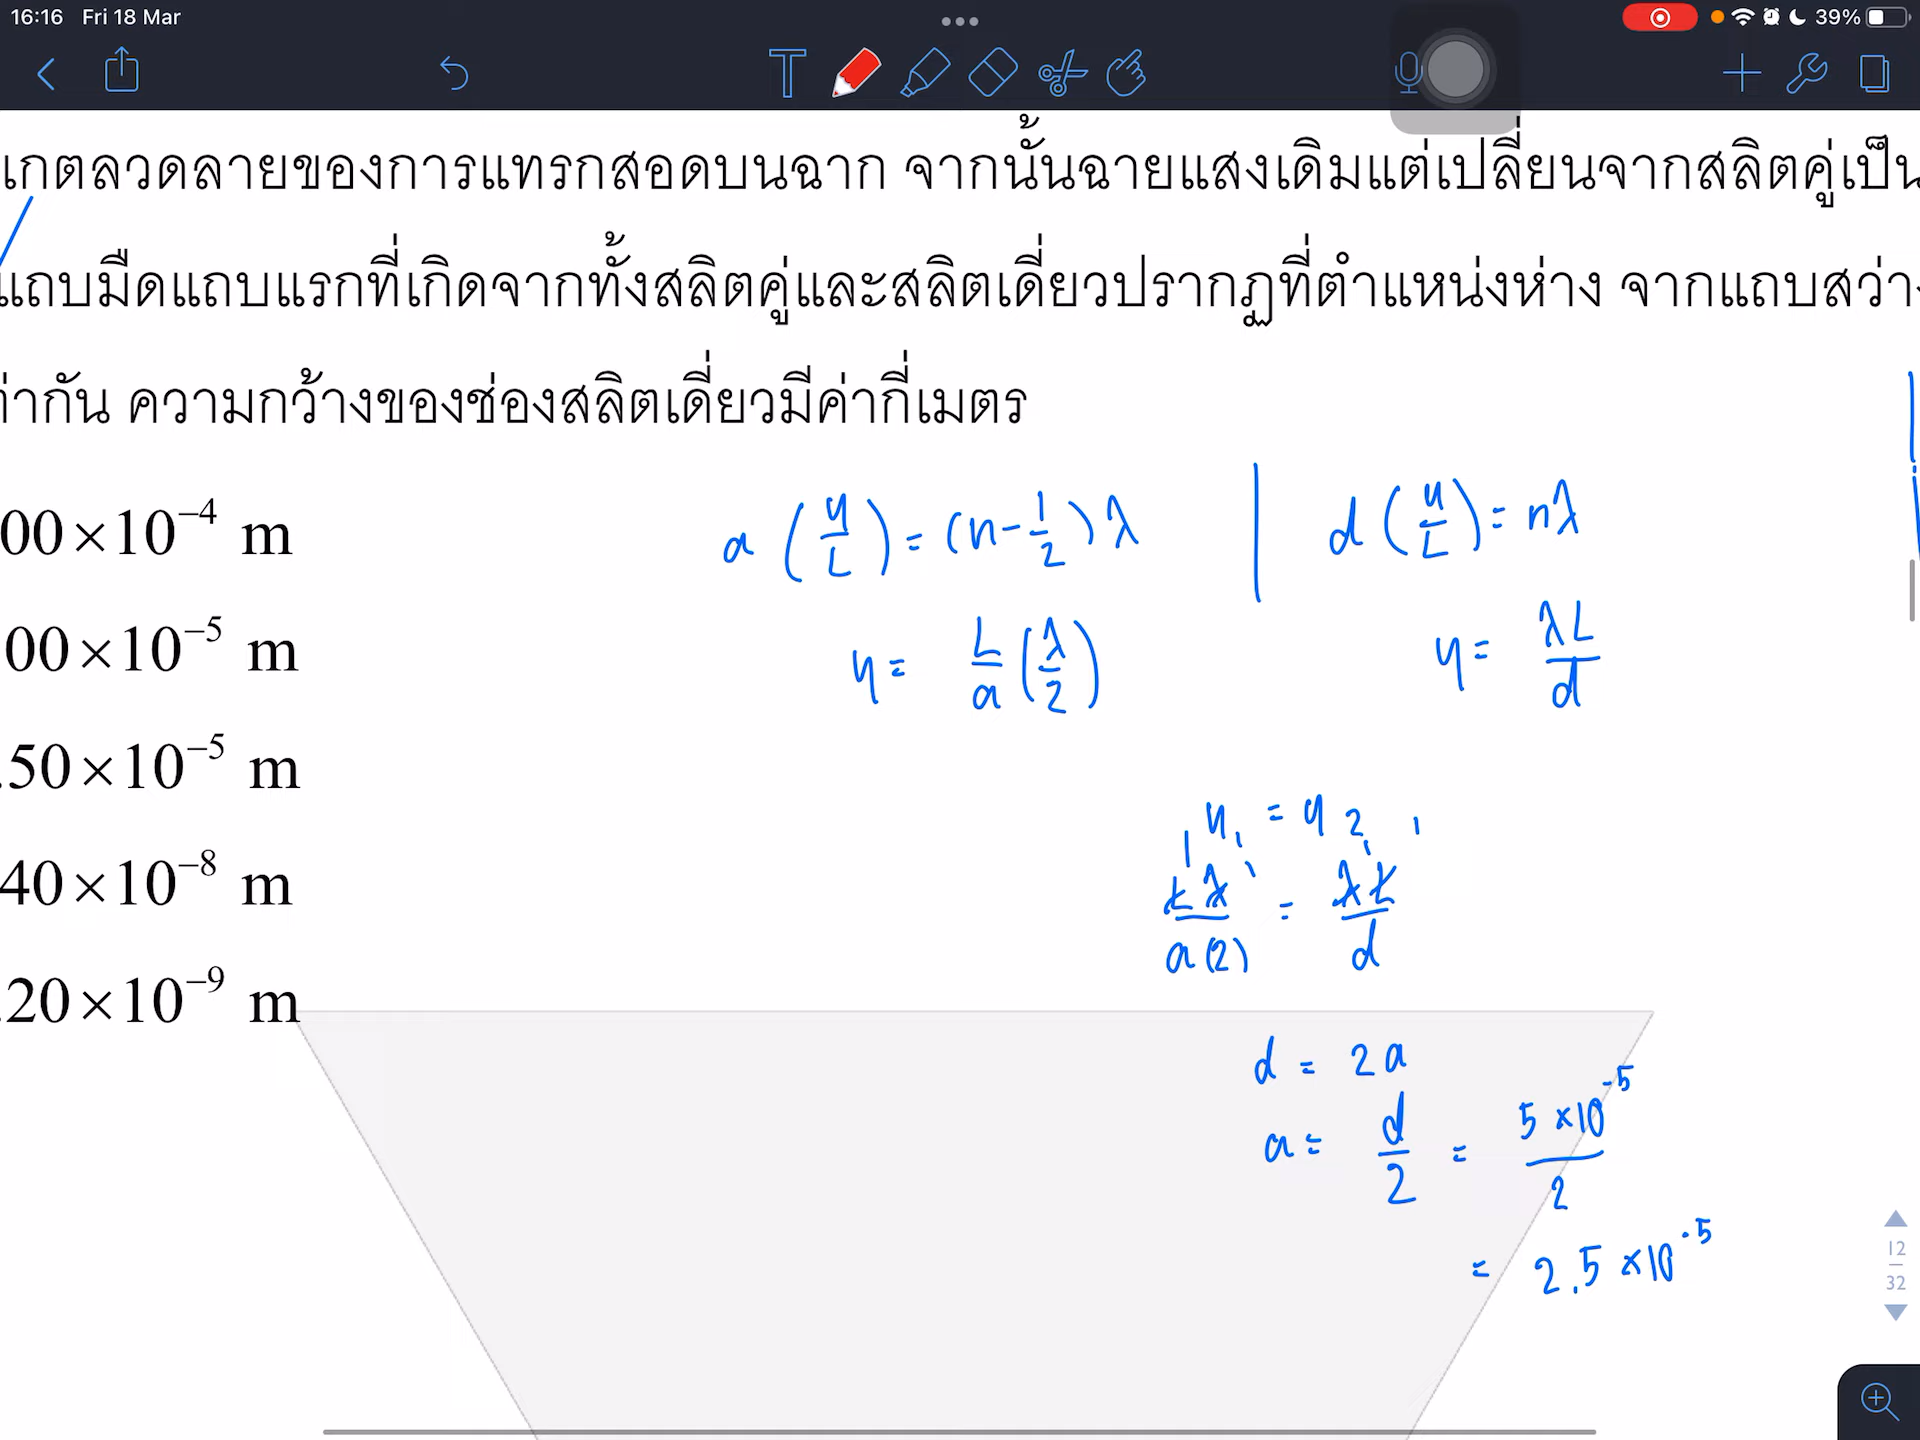 16:16 Fri 18 Mar
39%
T
เกตลวดลายของการแทรกสอดบนฉาก จากนั้นฉายแสงเดิมแต่เปลี่ยนจากสลิตคู่เป็น
แถบมืดแถบแรกที่เกิดจากทั้งสลิตคู่และสลิตเดี่ยวปรากฏที่ตำแหน่งห่าง จากแถบสว่าง
ท่ากัน ความกว้างของช่องสลิตเดี่ยวมีค่ากี่เมตร
00×10⁻⁴ m
00×10⁻⁵ m
.50×10⁻⁵ m
40×10⁻⁸ m
.20×10⁻⁹ m
a (y/L) = (n - 1/2) λ | d (y/L) = nλ
y = L/a (λ/2)
y = λL/d
y₁ = y₂
Lλ/a(2) = λL/d
d = 2a
a = d/2 = 5×10⁻⁵/2
= 2.5×10⁻⁵
12
32